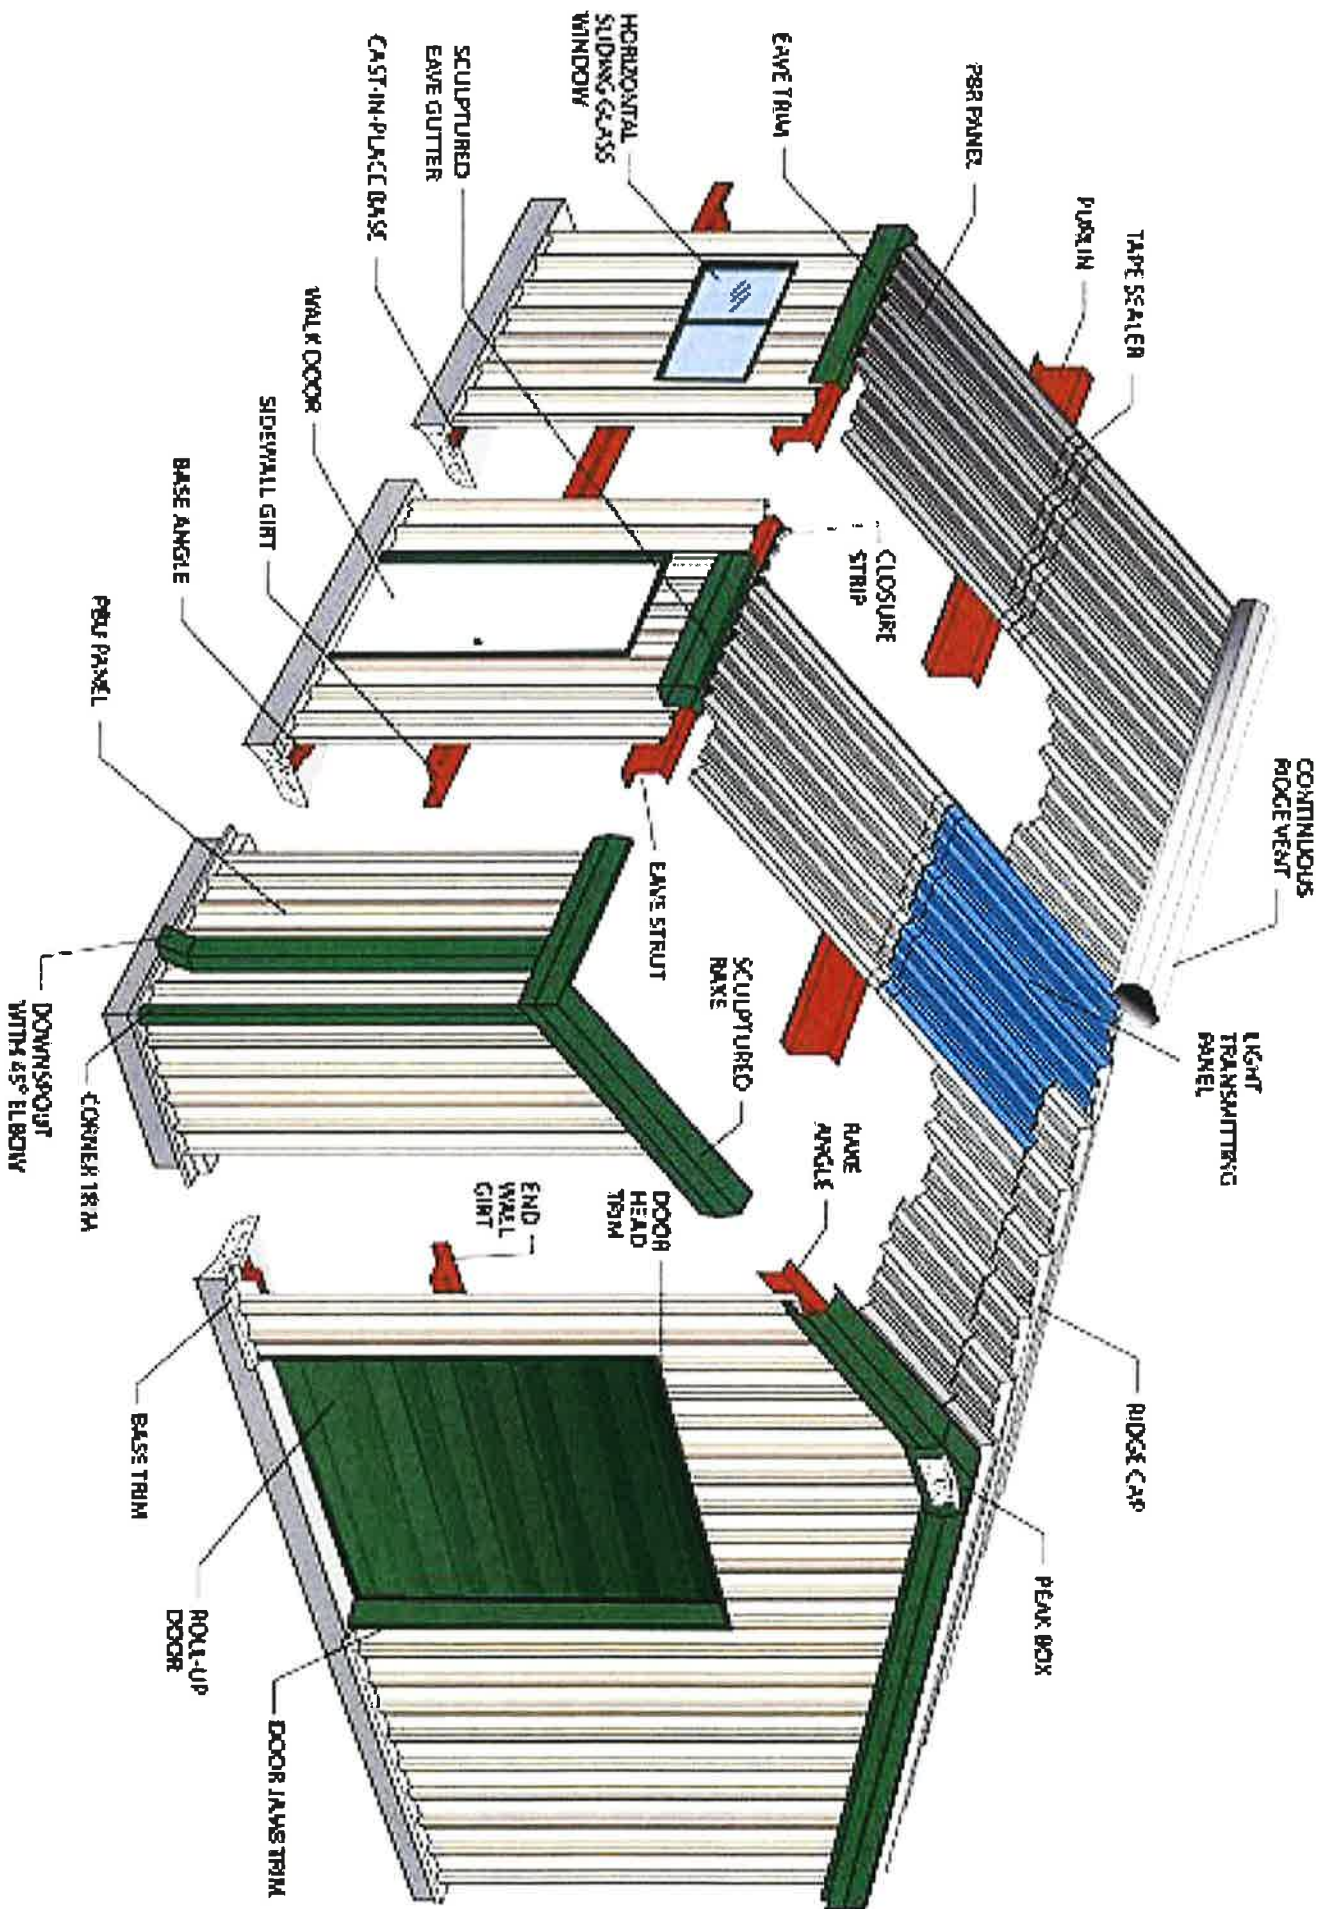 CONTINUOUS
RIDGE VENT
LIGHT
TRANSMITTING
PANEL
RIDGE CAP
PEAK BOX
TAPE SEALER
PURLIN
PBR PANEL
EAVE TRIM
HORIZONTAL
SLIDING GLASS
WINDOW
SCULPTURED
EAVE GUTTER
CAST-IN-PLACE BASE
WALK DOOR
SIDEWALL GIRT
BASE ANGLE
PBU PANEL
CLOSURE
STRIP
EAVE STRUT
SCULPTURED
RAKE
RAKE
ANGLE
DOOR
HEAD
TRIM
END
WALL
GIRT
DOWNSPOUT
WITH 45° ELBOW
CORNER TRIM
BASE TRIM
ROLL-UP
DOOR
DOOR JAMB TRIM